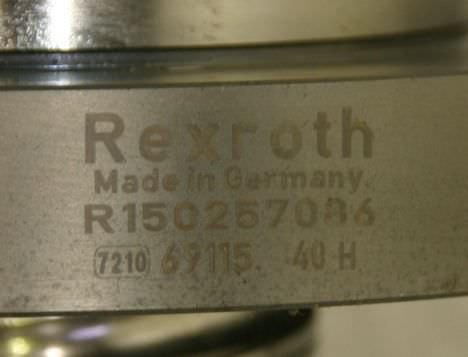 Rexroth
Made in Germany.
R150257086
7210 69115 40 H